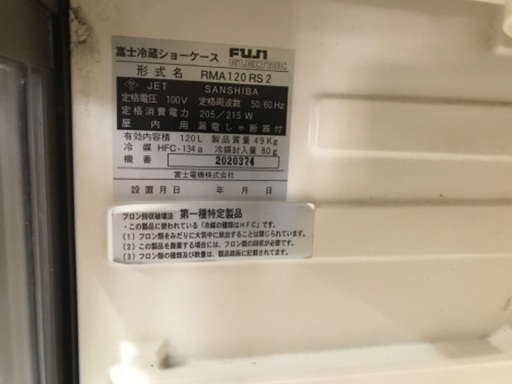 富士冷蔵ショーケース FUJI ELECTRIC
形式名 RMA120RS2
JET SANSHIBA
定格電圧 100V 定格周波数 50/60Hz
定格消費電力 205/215W
屋内用 漏電しゃ断器付
有効内容積 120L 製品質量 49Kg
冷媒 HFC-134a 冷媒封入量 80g
機番 2020374
富士電機株式会社
設置月日 年 月 日
フロン回収破壊法 第一種特定製品
・この製品に使われている「冷媒の種類はHFC」です。
(1) フロン類をみだりに大気中に放出することは禁じられています。
(2) この製品を廃棄する場合には、フロン類の回収が必要です。
(3) フロン類の種類及び数量は、製品銘板に記載されています。